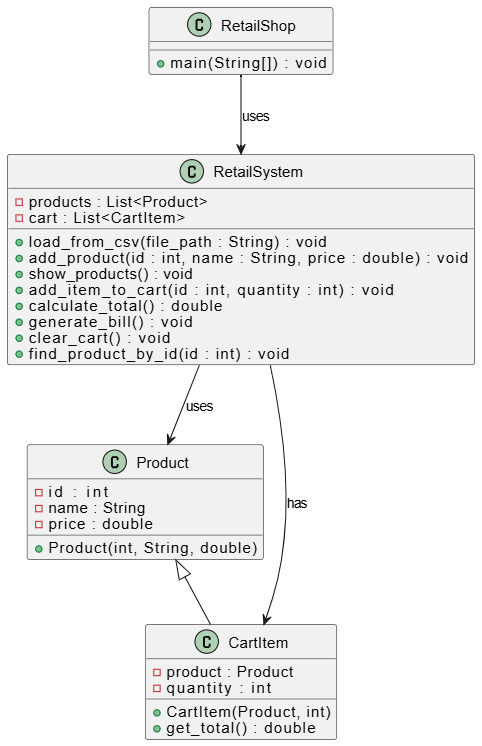 C RetailShop
main(String[]) : void
uses
C RetailSystem
products : List<Product>
cart : List<CartItem>
load_from_csv(file_path : String) : void
add_product(id : int, name : String, price : double) : void
show_products() : void
add_item_to_cart(id : int, quantity : int) : void
calculate_total() : double
generate_bill() : void
clear_cart() : void
find_product_by_id(id : int) : void
uses
C Product
id : int
name : String
price : double
Product(int, String, double)
has
C CartItem
product : Product
quantity : int
CartItem(Product, int)
get_total() : double